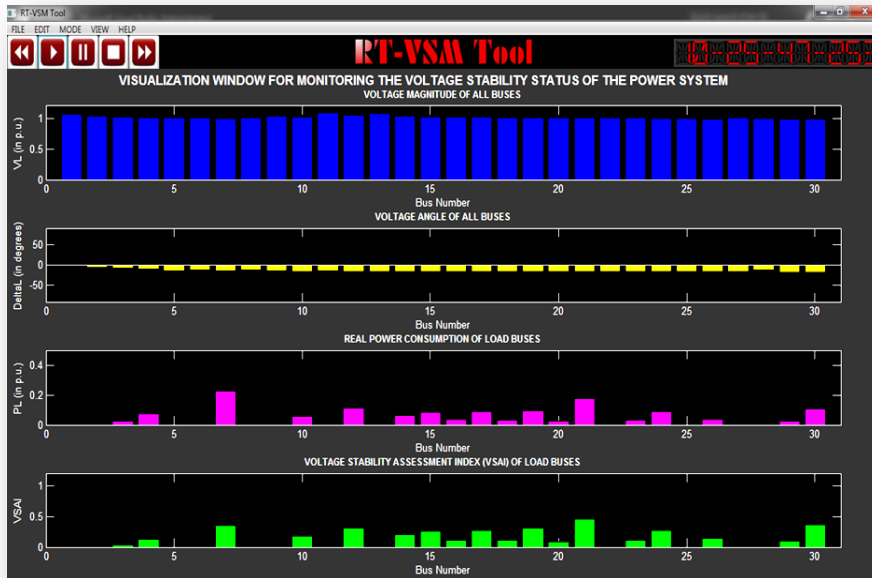 RT-VSM Tool
FILE EDIT MODE VIEW HELP
RT-VSM Tool
VISUALIZATION WINDOW FOR MONITORING THE VOLTAGE STABILITY STATUS OF THE POWER SYSTEM
VOLTAGE MAGNITUDE OF ALL BUSES
VL (in p.u.)
1
0.5
0
0 5 10 15 20 25 30
Bus Number
VOLTAGE ANGLE OF ALL BUSES
DeltaL (in degrees)
50
0
-50
0 5 10 15 20 25 30
Bus Number
REAL POWER CONSUMPTION OF LOAD BUSES
PL (in p.u.)
0.4
0.2
0
0 5 10 15 20 25 30
Bus Number
VOLTAGE STABILITY ASSESSMENT INDEX (VSAI) OF LOAD BUSES
VSAI
1
0.5
0
0 5 10 15 20 25 30
Bus Number